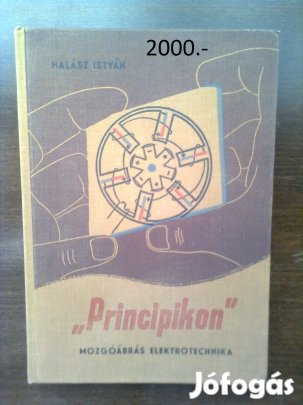 2000.-
HALÁSZ ISTVÁN
„Principikon”
MOZGÓÁBRÁS ELEKTROTECHNIKA
Jófogás